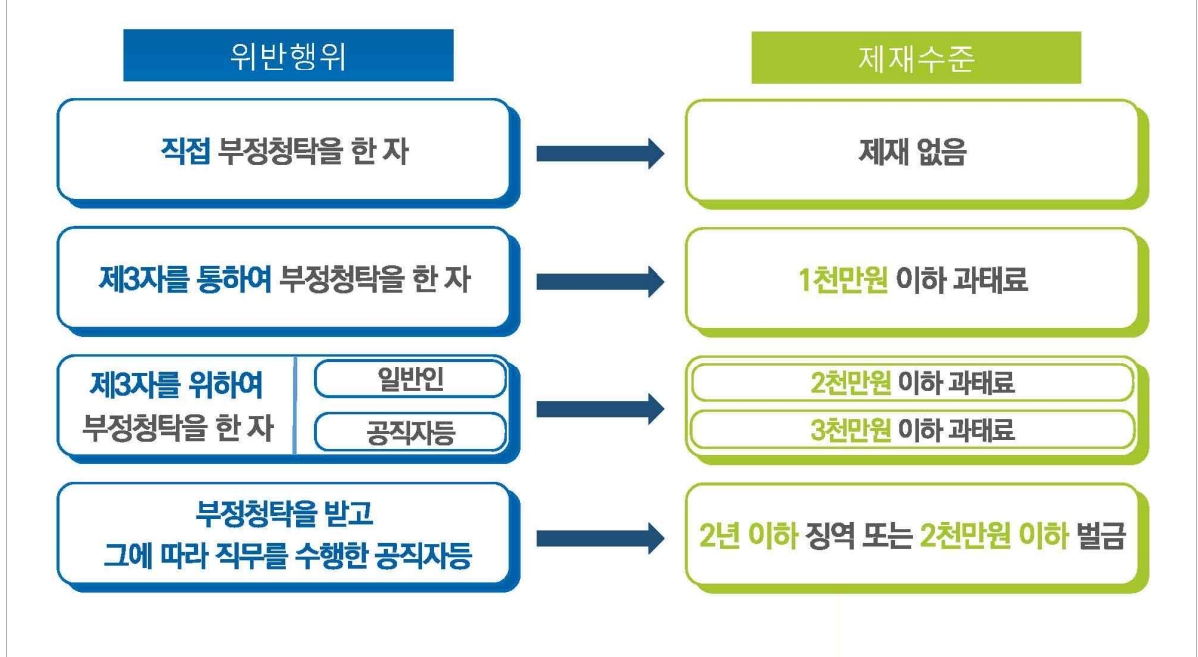 위반행위
제재수준
직접 부정청탁을 한 자
제재 없음
제3자를 통하여 부정청탁을 한 자
1천만원 이하 과태료
제3자를 위하여
부정청탁을 한 자
일반인
공직자등
2천만원 이하 과태료
3천만원 이하 과태료
부정청탁을 받고
그에 따라 직무를 수행한 공직자등
2년 이하 징역 또는 2천만원 이하 벌금